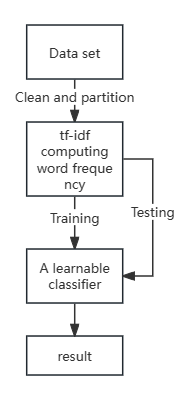 Data set
Clean and partition
tf-idf
computing
word freque
ncy
Training
Testing
A learnable
classifier
result